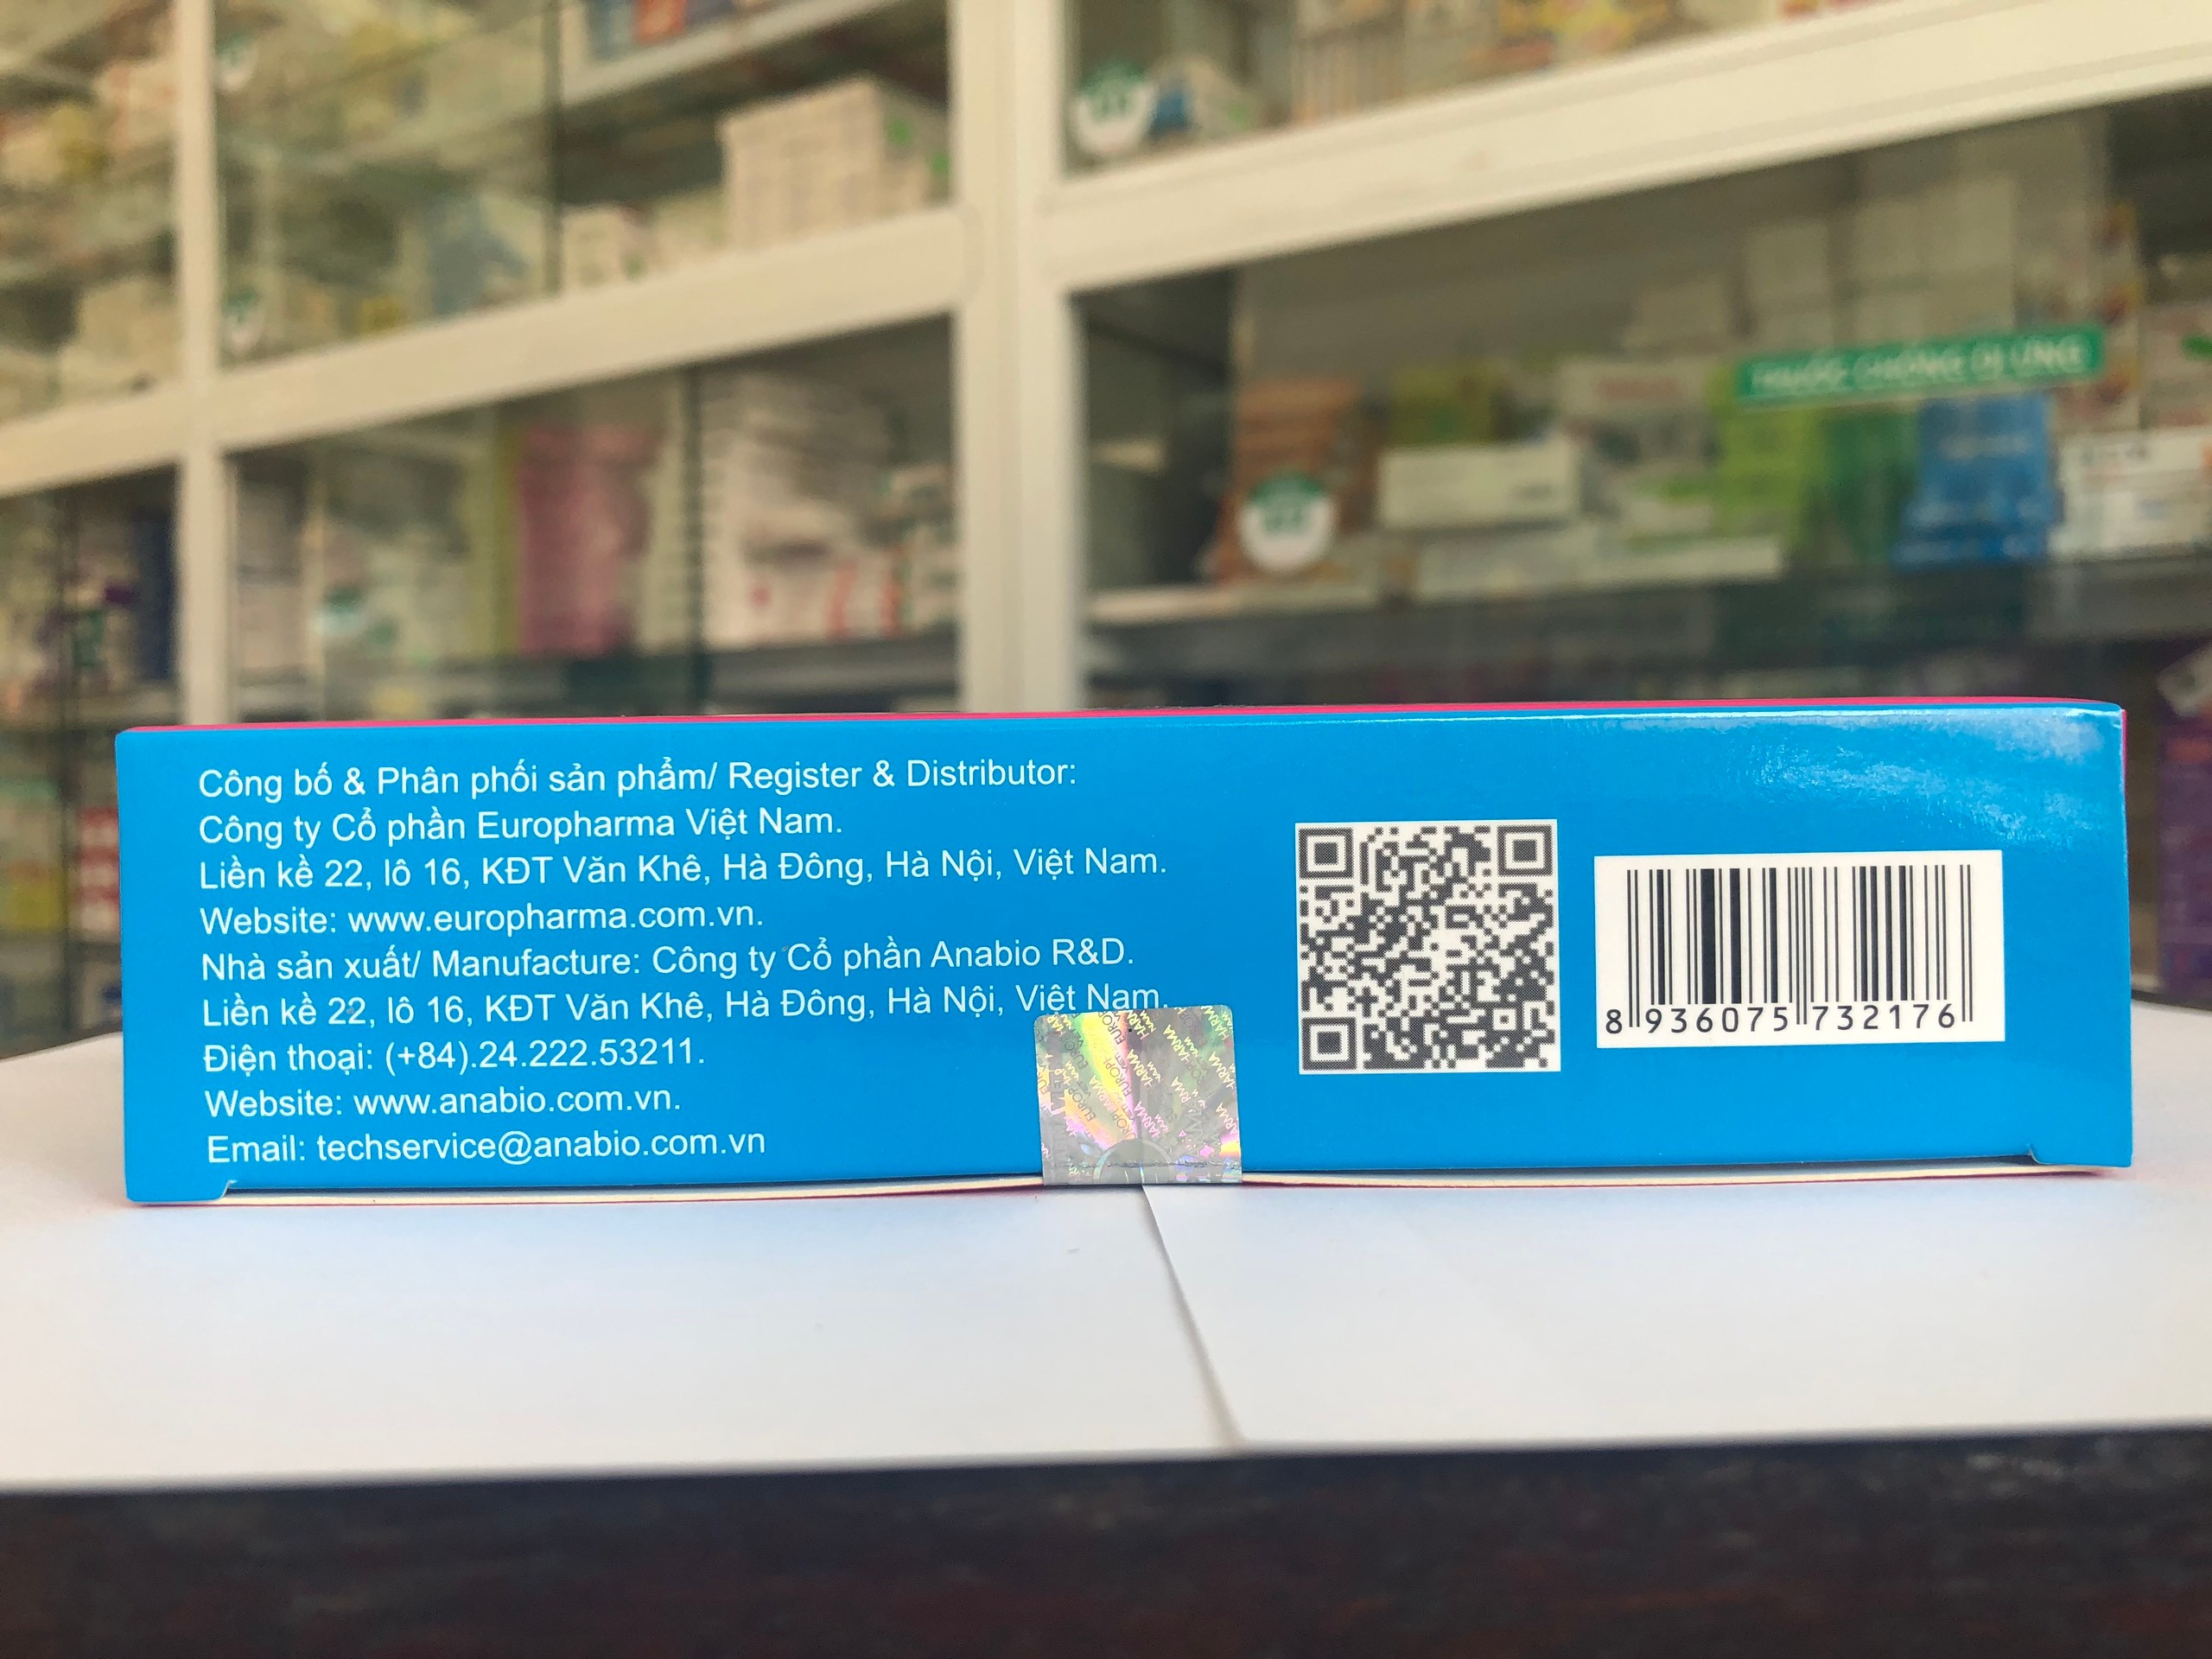 THUỐC CHỐNG DỊ ỨNG
Công bố & Phân phối sản phẩm/ Register & Distributor:
Công ty Cổ phần Europharma Việt Nam.
Liền kề 22, lô 16, KĐT Văn Khê, Hà Đông, Hà Nội, Việt Nam.
Website: www.europharma.com.vn.
Nhà sản xuất/ Manufacture: Công ty Cổ phần Anabio R&D.
Liền kề 22, lô 16, KĐT Văn Khê, Hà Đông, Hà Nội, Việt Nam.
Điện thoại: (+84).24.222.53211.
Website: www.anabio.com.vn.
Email: techservice@anabio.com.vn
8 936075 732176